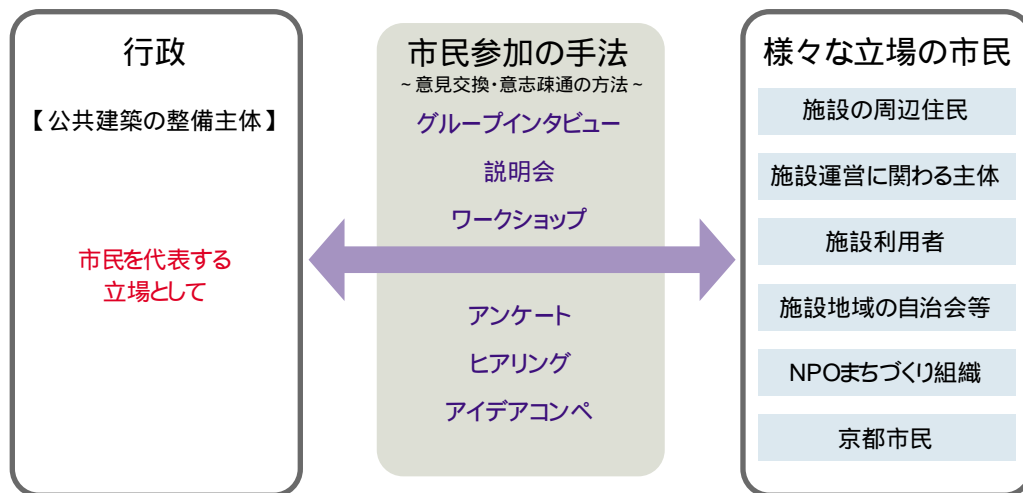 行政
【公共建築の整備主体】
市民を代表する
立場として
市民参加の手法
~意見交換・意志疎通の方法~
グループインタビュー
説明会
ワークショップ
アンケート
ヒアリング
アイデアコンペ
様々な立場の市民
施設の周辺住民
施設運営に関わる主体
施設利用者
施設地域の自治会等
NPOまちづくり組織
京都市民